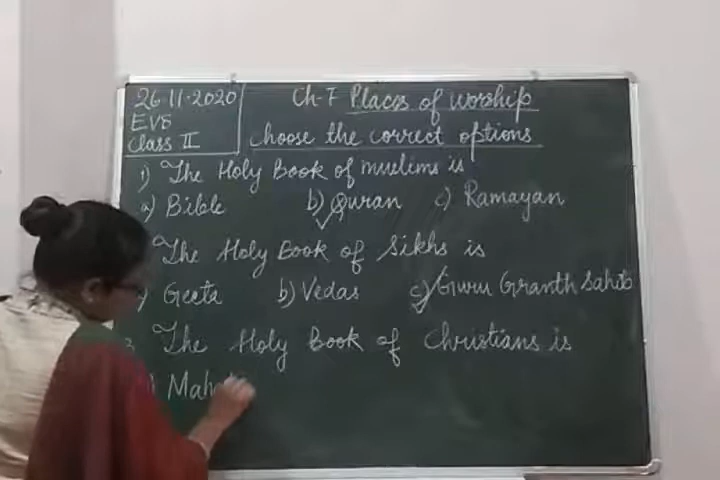 26.11.2020
EVS
Class II
Ch-7 Places of worship
choose the correct options
1) The Holy Book of muslims is
a) Bible b) Quran c) Ramayan
The Holy Book of Sikhs is
) Geeta b) Vedas c) Guru Granth Sahib
3 The Holy Book of Christians is
) Mah